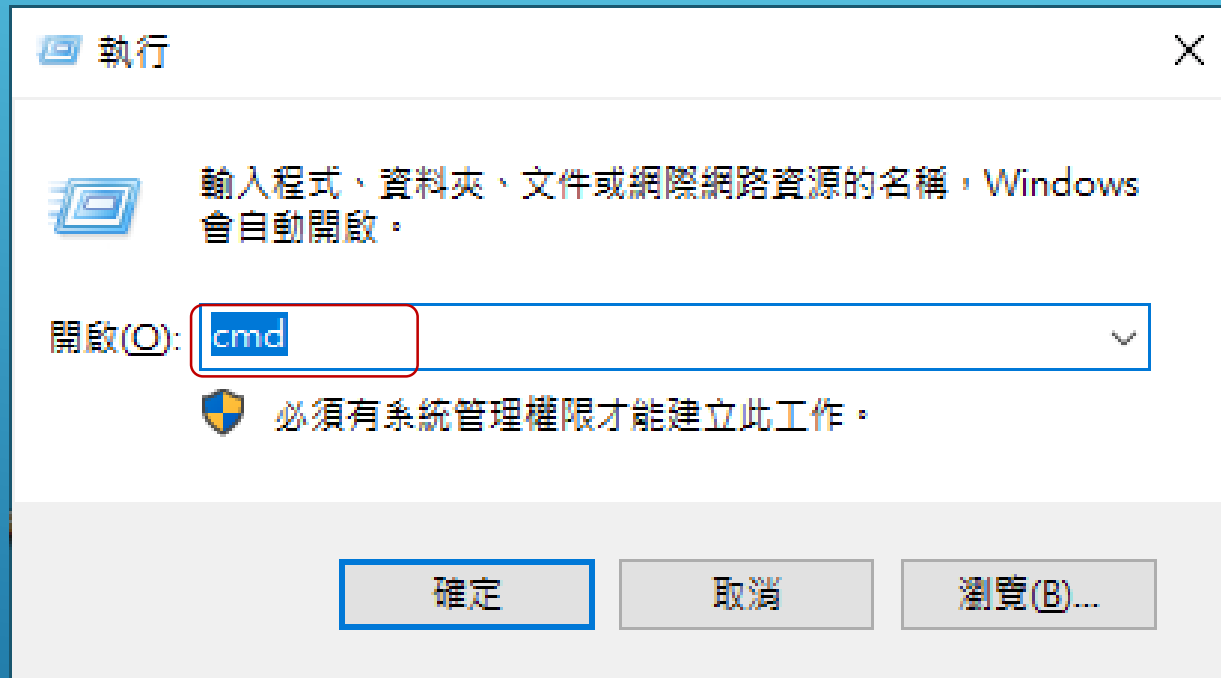 執行
輸入程式、資料夾、文件或網際網路資源的名稱，Windows
會自動開啟。
開啟(O): cmd
必須有系統管理權限才能建立此工作。
確定 取消 瀏覽(B)...